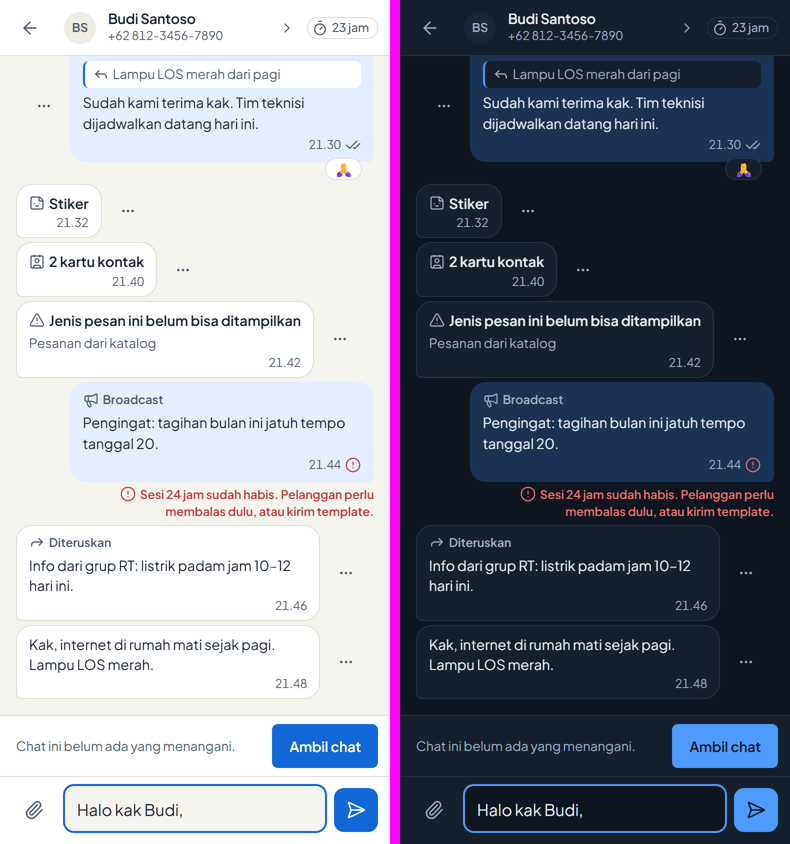 BS
Budi Santoso
+62 812-3456-7890
23 jam
Lampu LOS merah dari pagi
Sudah kami terima kak. Tim teknisi
dijadwalkan datang hari ini.
21.30
Stiker
21.32
2 kartu kontak
21.40
Jenis pesan ini belum bisa ditampilkan
Pesanan dari katalog
21.42
Broadcast
Pengingat: tagihan bulan ini jatuh tempo
tanggal 20.
21.44
Sesi 24 jam sudah habis. Pelanggan perlu
membalas dulu, atau kirim template.
Diteruskan
Info dari grup RT: listrik padam jam 10–12
hari ini.
21.46
Kak, internet di rumah mati sejak pagi.
Lampu LOS merah.
21.48
Chat ini belum ada yang menangani.
Ambil chat
Halo kak Budi,
BS
Budi Santoso
+62 812-3456-7890
23 jam
Lampu LOS merah dari pagi
Sudah kami terima kak. Tim teknisi
dijadwalkan datang hari ini.
21.30
Stiker
21.32
2 kartu kontak
21.40
Jenis pesan ini belum bisa ditampilkan
Pesanan dari katalog
21.42
Broadcast
Pengingat: tagihan bulan ini jatuh tempo
tanggal 20.
21.44
Sesi 24 jam sudah habis. Pelanggan perlu
membalas dulu, atau kirim template.
Diteruskan
Info dari grup RT: listrik padam jam 10–12
hari ini.
21.46
Kak, internet di rumah mati sejak pagi.
Lampu LOS merah.
21.48
Chat ini belum ada yang menangani.
Ambil chat
Halo kak Budi,